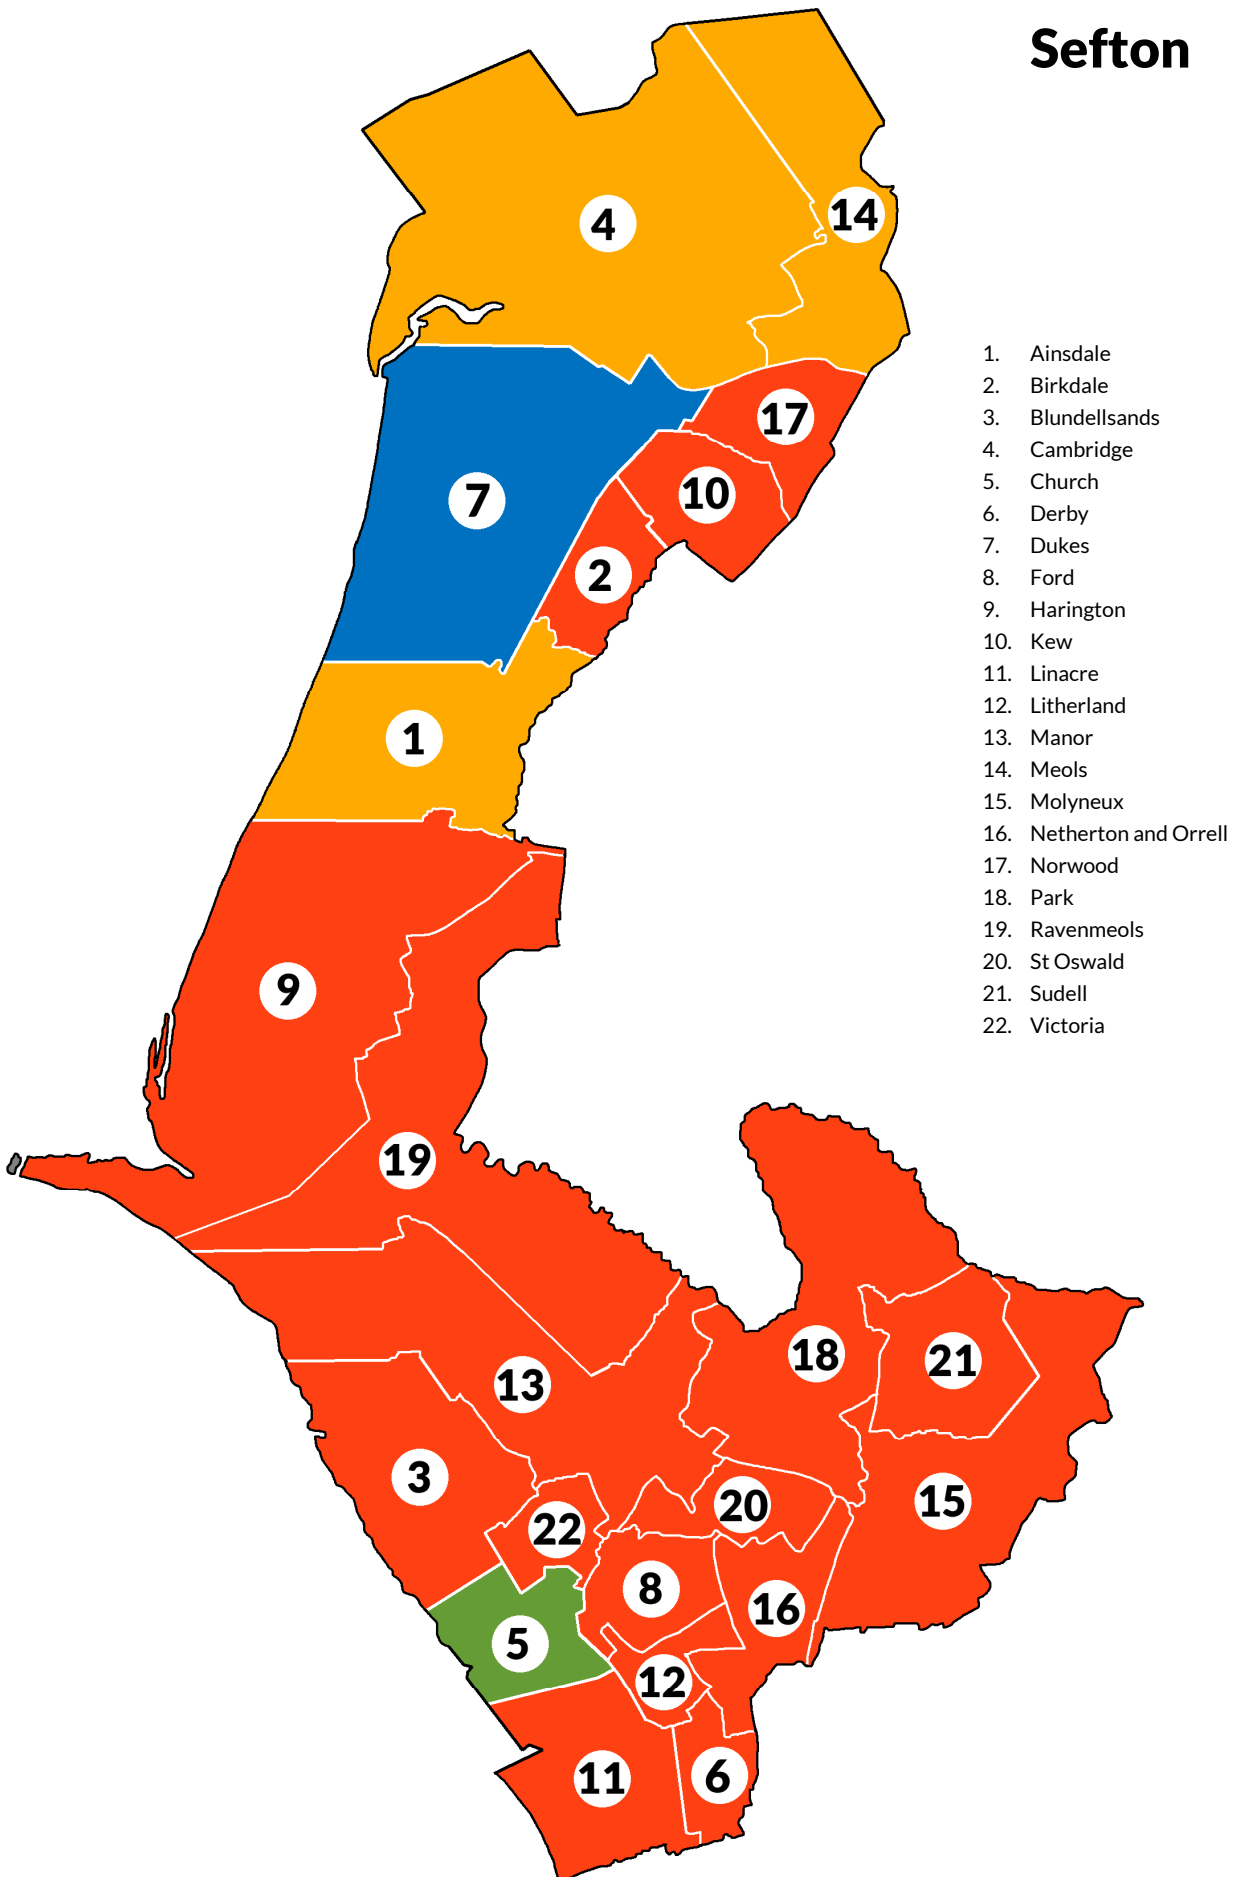 Sefton
4
14
17
10
7
2
1
9
19
18
21
13
3
20
15
22
8
16
5
12
11
6
1. Ainsdale
2. Birkdale
3. Blundellsands
4. Cambridge
5. Church
6. Derby
7. Dukes
8. Ford
9. Harington
10. Kew
11. Linacre
12. Litherland
13. Manor
14. Meols
15. Molyneux
16. Netherton and Orrell
17. Norwood
18. Park
19. Ravenmeols
20. St Oswald
21. Sudell
22. Victoria